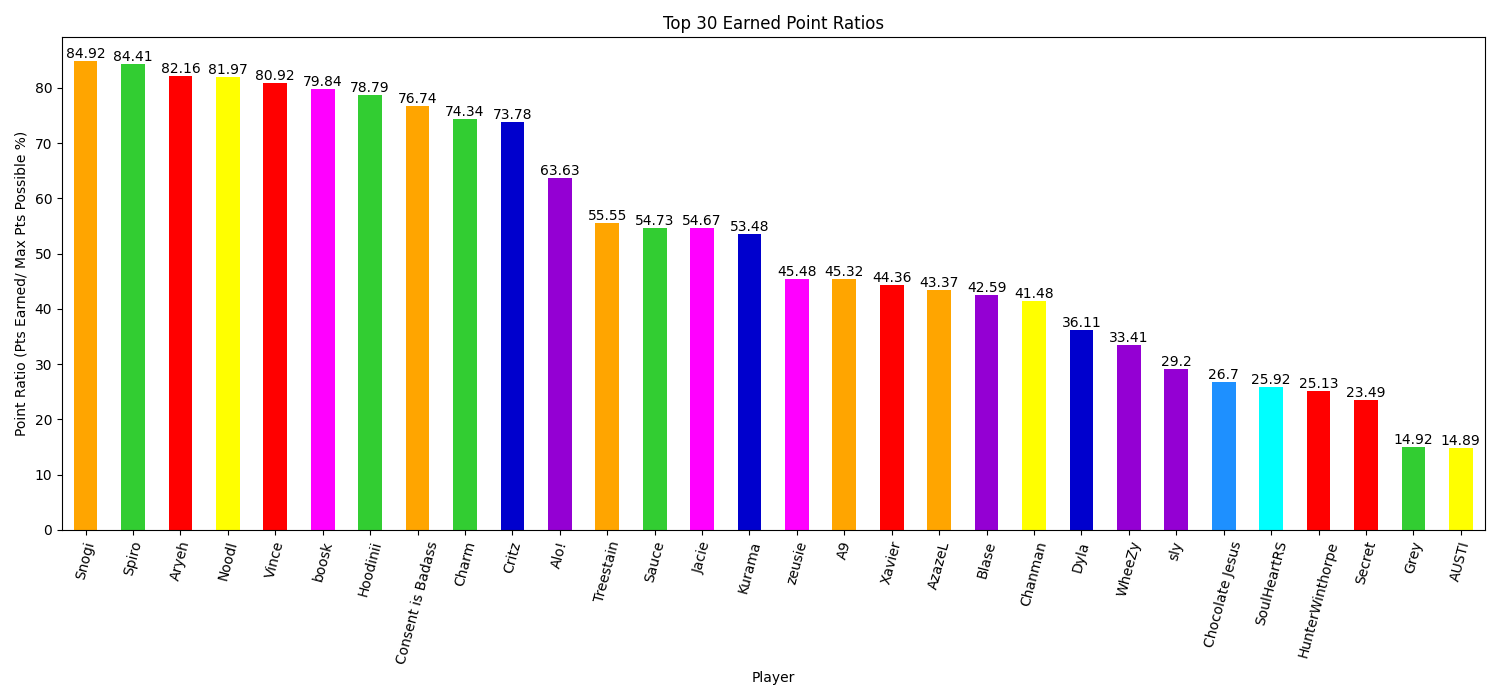 Top 30 Earned Point Ratios
Point Ratio (Pts Earned/ Max Pts Possible %)
80
70
60
50
40
30
20
10
0
84.92
84.41
82.16
81.97
80.92
79.84
78.79
76.74
74.34
73.78
63.63
55.55
54.73
54.67
53.48
45.48
45.32
44.36
43.37
42.59
41.48
36.11
33.41
29.2
26.7
25.92
25.13
23.49
14.92
14.89
Snogi
Spiro
Aryeh
Noodl
Vince
boosk
Hoodinii
Consent is Badass
Charm
Critz
Alo!
Treestain
Sauce
Jacie
Kurama
zeusie
A9
Xavier
AzazeL
Blase
Chanman
Dyla
WheeZy
sly
Chocolate Jesus
SoulHeartRS
HunterWinthorpe
Secret
Grey
AUSTI
Player